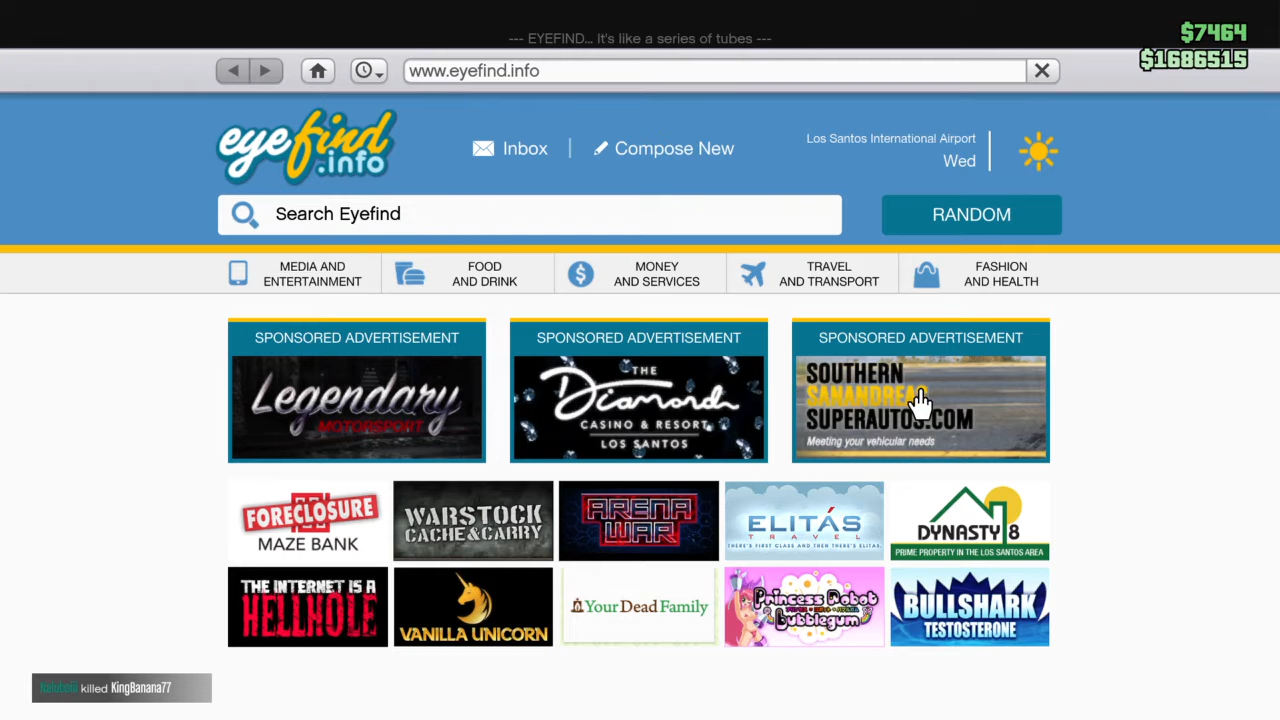 --- EYEFIND... It's like a series of tubes ---
$7464
$1686515
www.eyefind.info
eyefind
.info
Inbox
Compose New
Los Santos International Airport
Wed
Search Eyefind
RANDOM
MEDIA AND
ENTERTAINMENT
FOOD
AND DRINK
MONEY
AND SERVICES
TRAVEL
AND TRANSPORT
FASHION
AND HEALTH
SPONSORED ADVERTISEMENT
Legendary
MOTORSPORT
SPONSORED ADVERTISEMENT
THE
Diamond
CASINO & RESORT
LOS SANTOS
SPONSORED ADVERTISEMENT
SOUTHERN
SANANDREAS
SUPERAUTOS.COM
Meeting your vehicular needs
FORECLOSURE
MAZE BANK
WARSTOCK
CACHE&CARRY
ARENA
WAR
ELITÁS
TRAVEL
THERE'S FIRST CLASS AND THEN THERE'S ELITAS.
DYNASTY 8
PRIME PROPERTY IN THE LOS SANTOS AREA
THE INTERNET IS A
HELLHOLE
VANILLA UNICORN
YourDeadFamily
Princess Robot
Bubblegum
BULLSHARK
TESTOSTERONE
killed KingBanana77